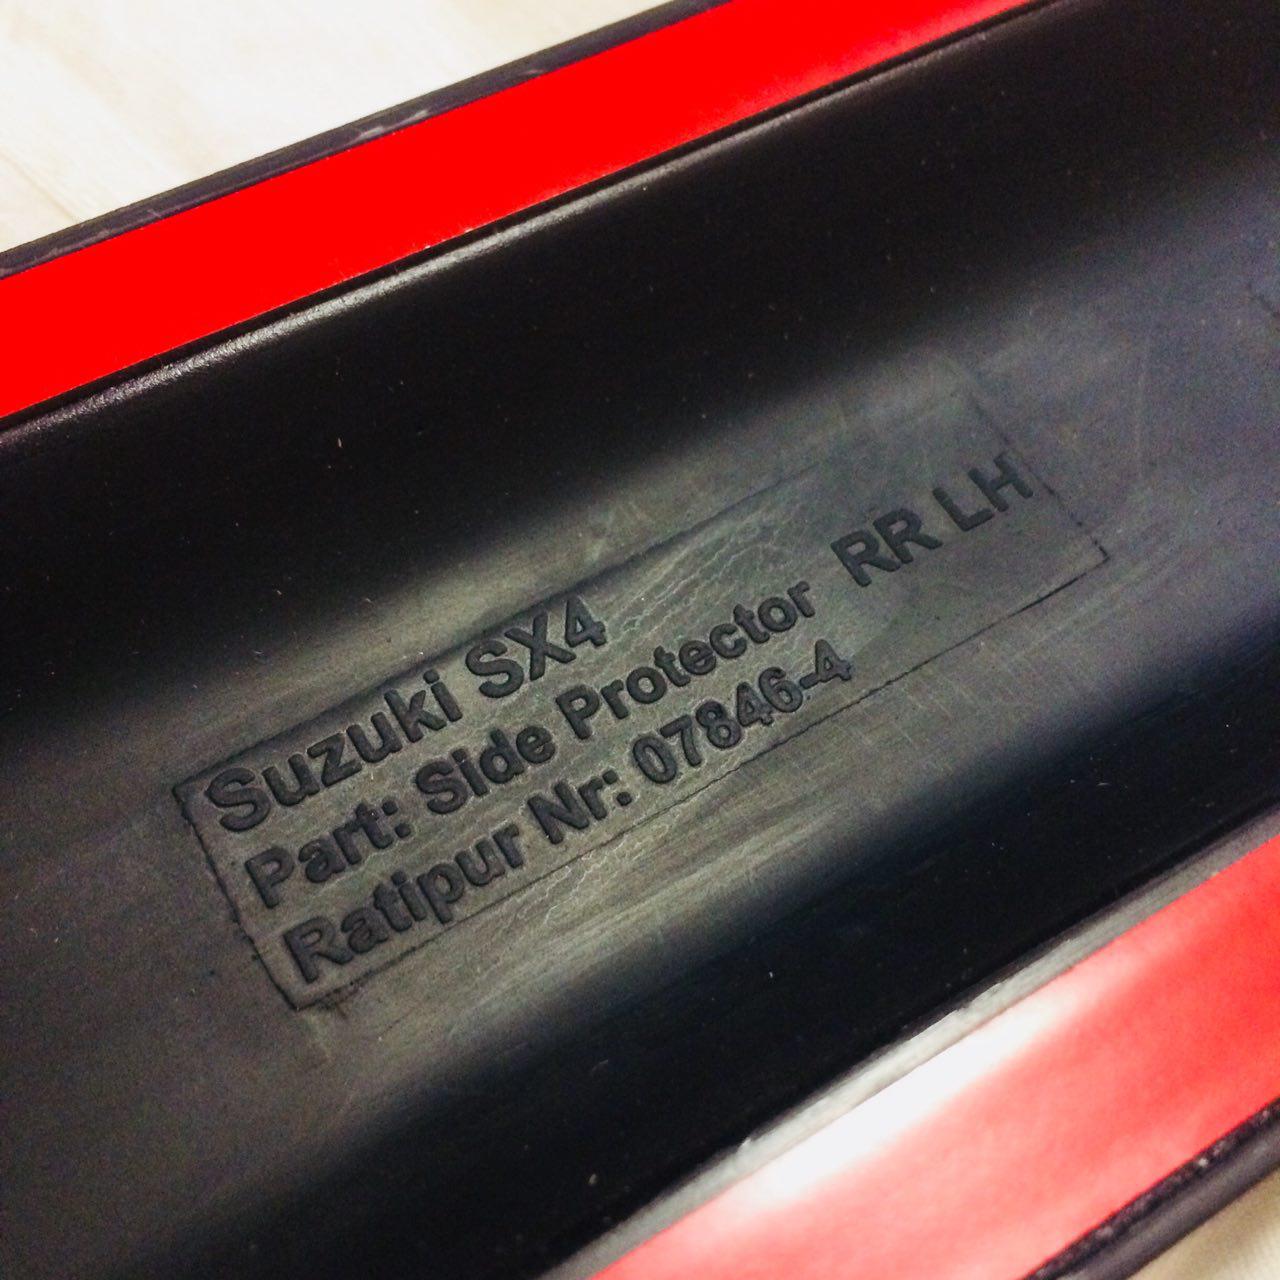 Suzuki SX4
Part: Side Protector RR LH
Ratipur Nr: 07846-4